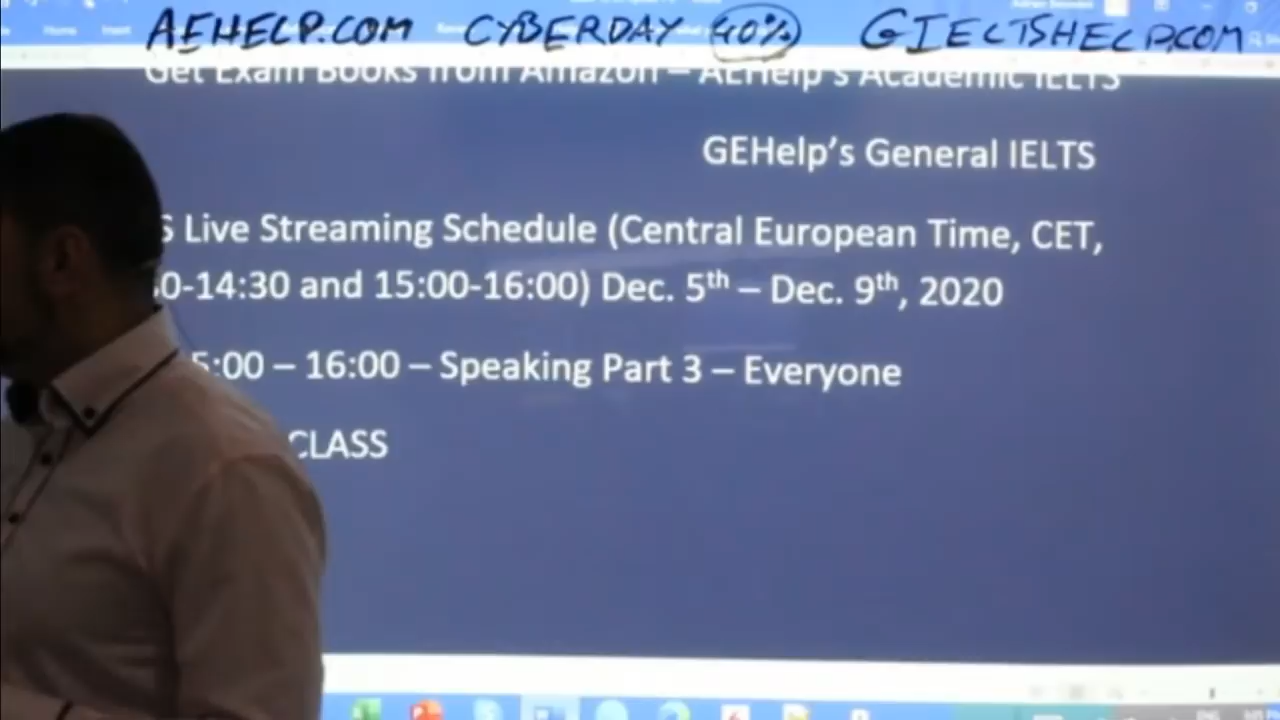 AEHELP.COM CYBERDAY 40% GIELTSHELP.COM
Get Exam Books from Amazon – AEHelp's Academic IELTS
GEHelp's General IELTS
S Live Streaming Schedule (Central European Time, CET,
0-14:30 and 15:00-16:00) Dec. 5th – Dec. 9th, 2020
5:00 – 16:00 – Speaking Part 3 – Everyone
CLASS